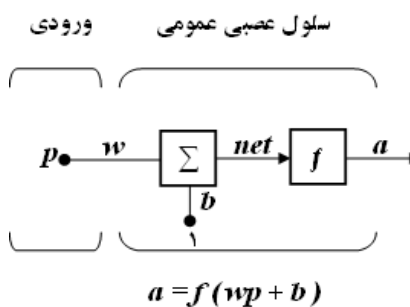 سلول عصبی عمومی ورودی
p w Σ net f a
b
۱
a = f (wp + b)